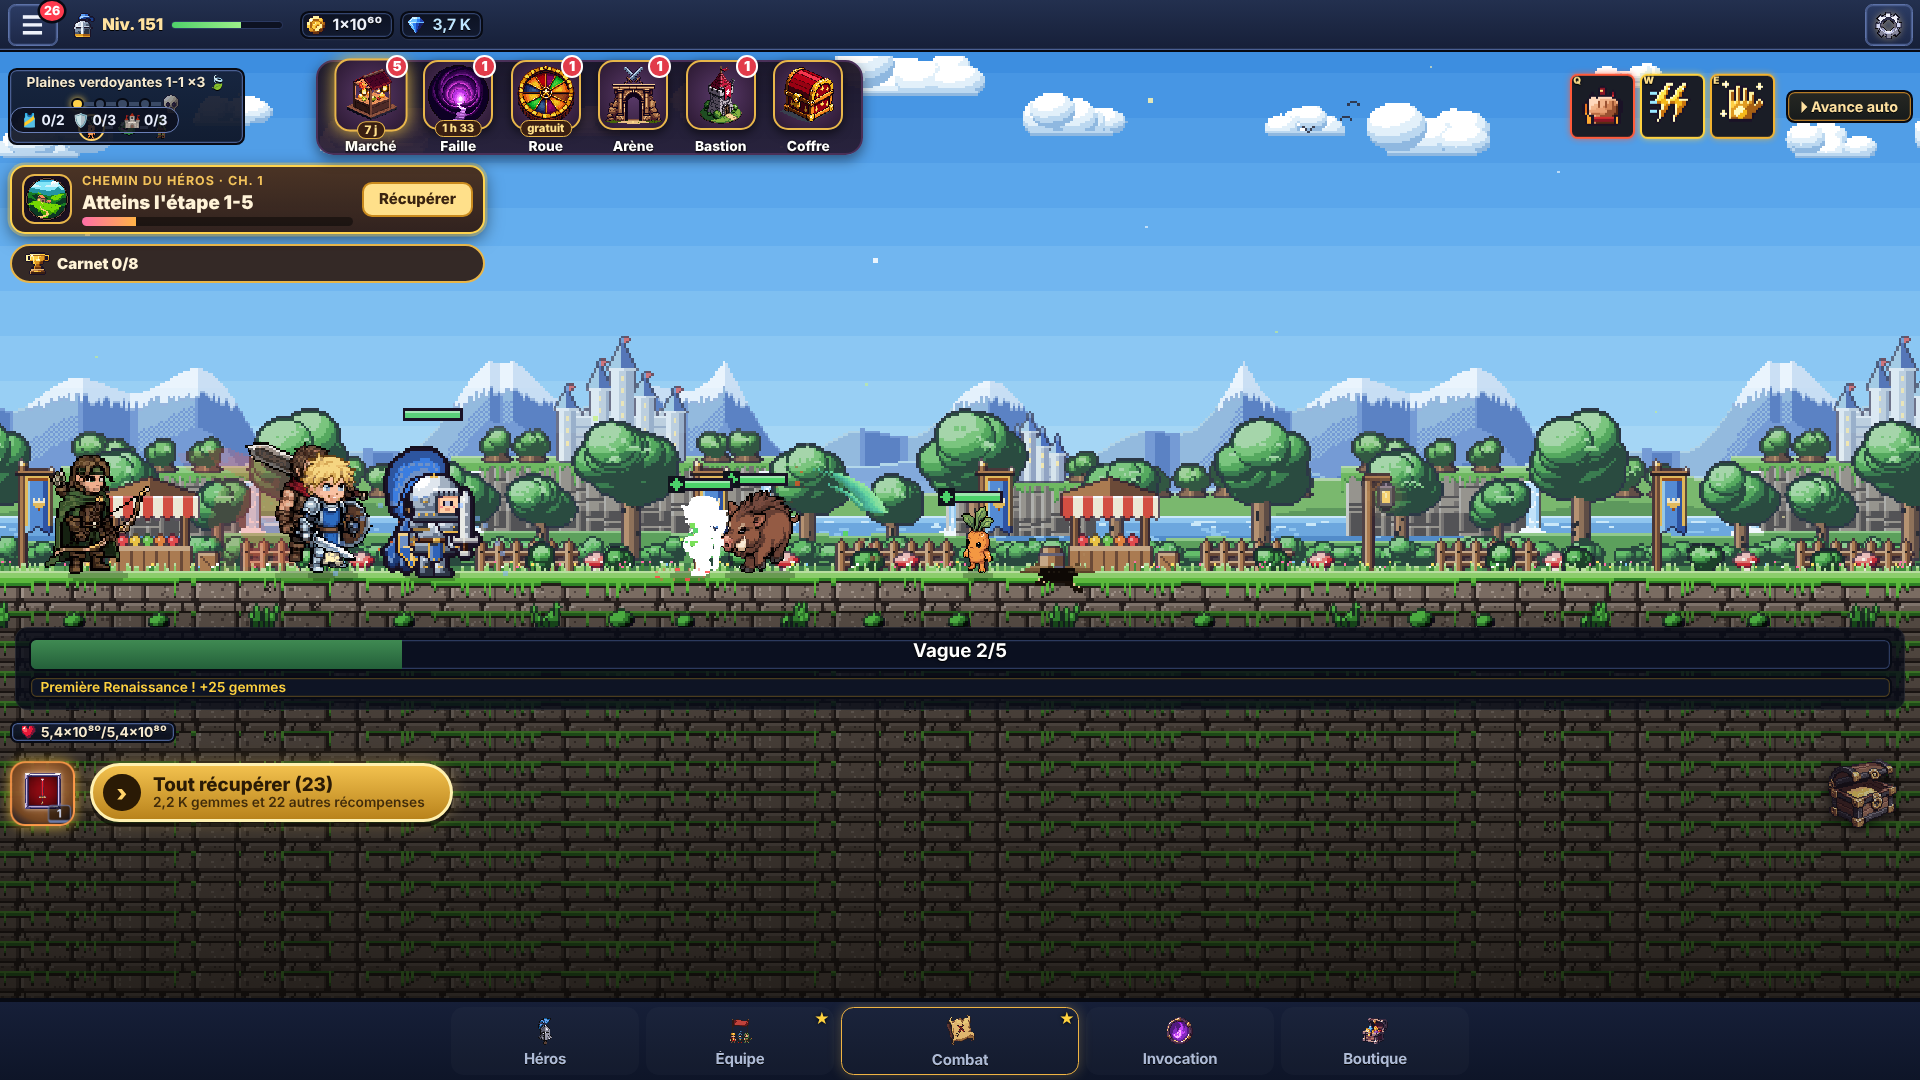 26
Niv. 151
1×10⁶⁰
3,7 K
Plaines verdoyantes 1-1 ×3
0/2
0/3
0/3
5
7 j
Marché
1
1 h 33
Faille
1
gratuit
Roue
1
Arène
1
Bastion
Coffre
Q
W
E
Avance auto
CHEMIN DU HÉROS · CH. 1
Atteins l'étape 1-5
Récupérer
Carnet 0/8
Vague 2/5
Première Renaissance ! +25 gemmes
5,4×10⁸⁰/5,4×10⁸⁰
1
Tout récupérer (23)
2,2 K gemmes et 22 autres récompenses
Héros
Équipe
Combat
Invocation
Boutique